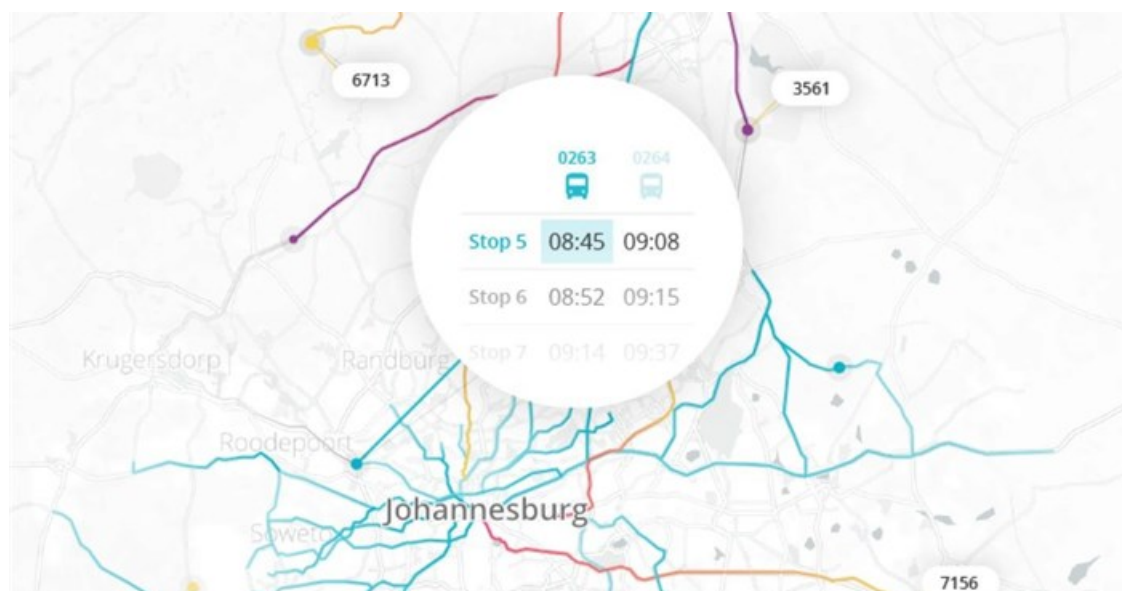 6713
3561
0263 0264
Stop 5 08:45 09:08
Stop 6 08:52 09:15
Stop 7 09:14 09:37
Krugersdorp
Randburg
Roodepoort
Johannesburg
Soweto
7156